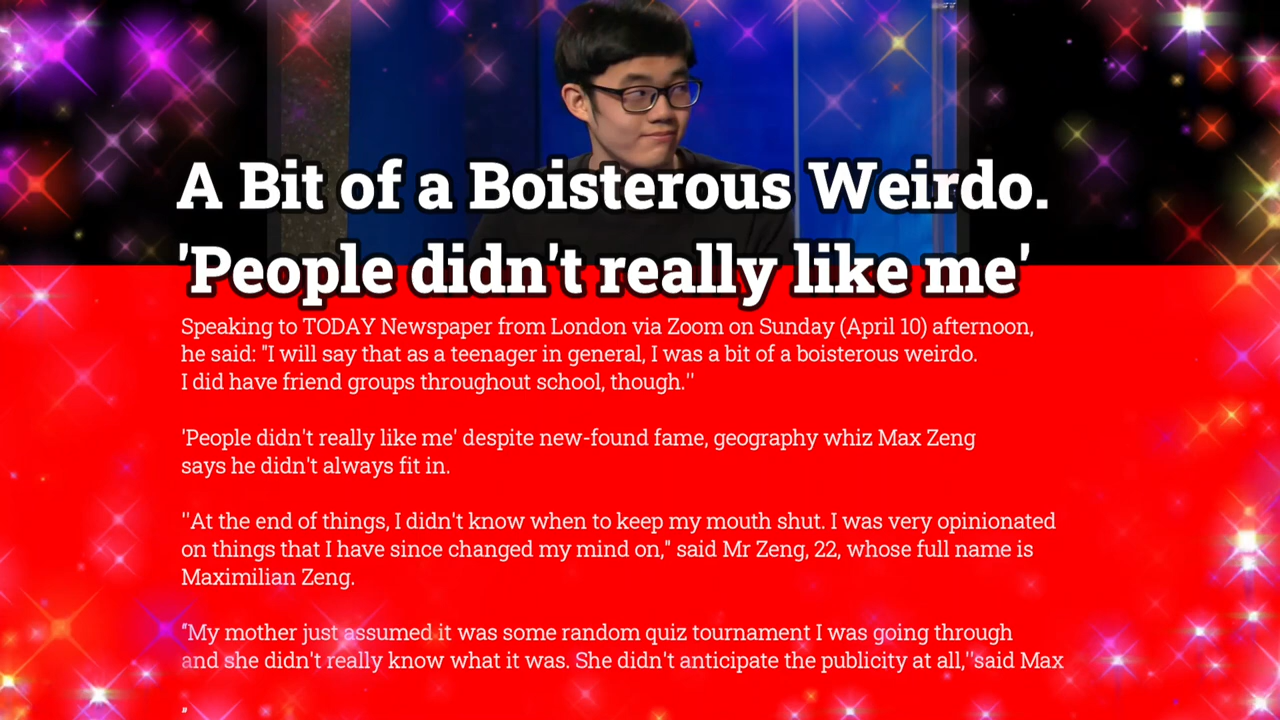 A Bit of a Boisterous Weirdo.
'People didn't really like me'
Speaking to TODAY Newspaper from London via Zoom on Sunday (April 10) afternoon,
he said: "I will say that as a teenager in general, I was a bit of a boisterous weirdo.
I did have friend groups throughout school, though.''
'People didn't really like me' despite new-found fame, geography whiz Max Zeng
says he didn't always fit in.
''At the end of things, I didn't know when to keep my mouth shut. I was very opinionated
on things that I have since changed my mind on," said Mr Zeng, 22, whose full name is
Maximilian Zeng.
"My mother just assumed it was some random quiz tournament I was going through
and she didn't really know what it was. She didn't anticipate the publicity at all,''said Max
"